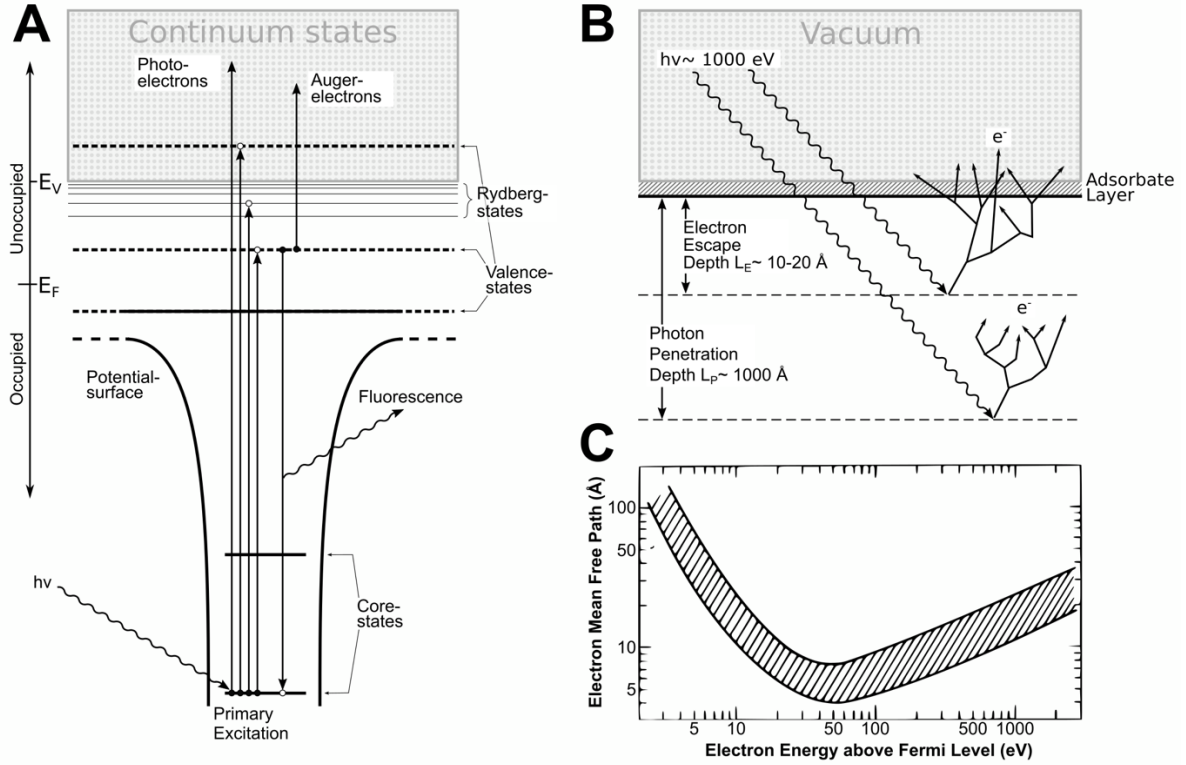 A
Continuum states
Photo-
electrons
Auger-
electrons
Unoccupied
E_V
E_F
Occupied
Rydberg-
states
Valence-
states
Potential-
surface
Fluorescence
hν
Core-
states
Primary
Excitation
B
Vacuum
hν~ 1000 eV
e⁻
Adsorbate
Layer
Electron
Escape
Depth L_E~ 10-20 Å
e⁻
Photon
Penetration
Depth L_P~ 1000 Å
C
Electron Mean Free Path (Å)
100
50
10
5
5 10 50 100 500 1000
Electron Energy above Fermi Level (eV)